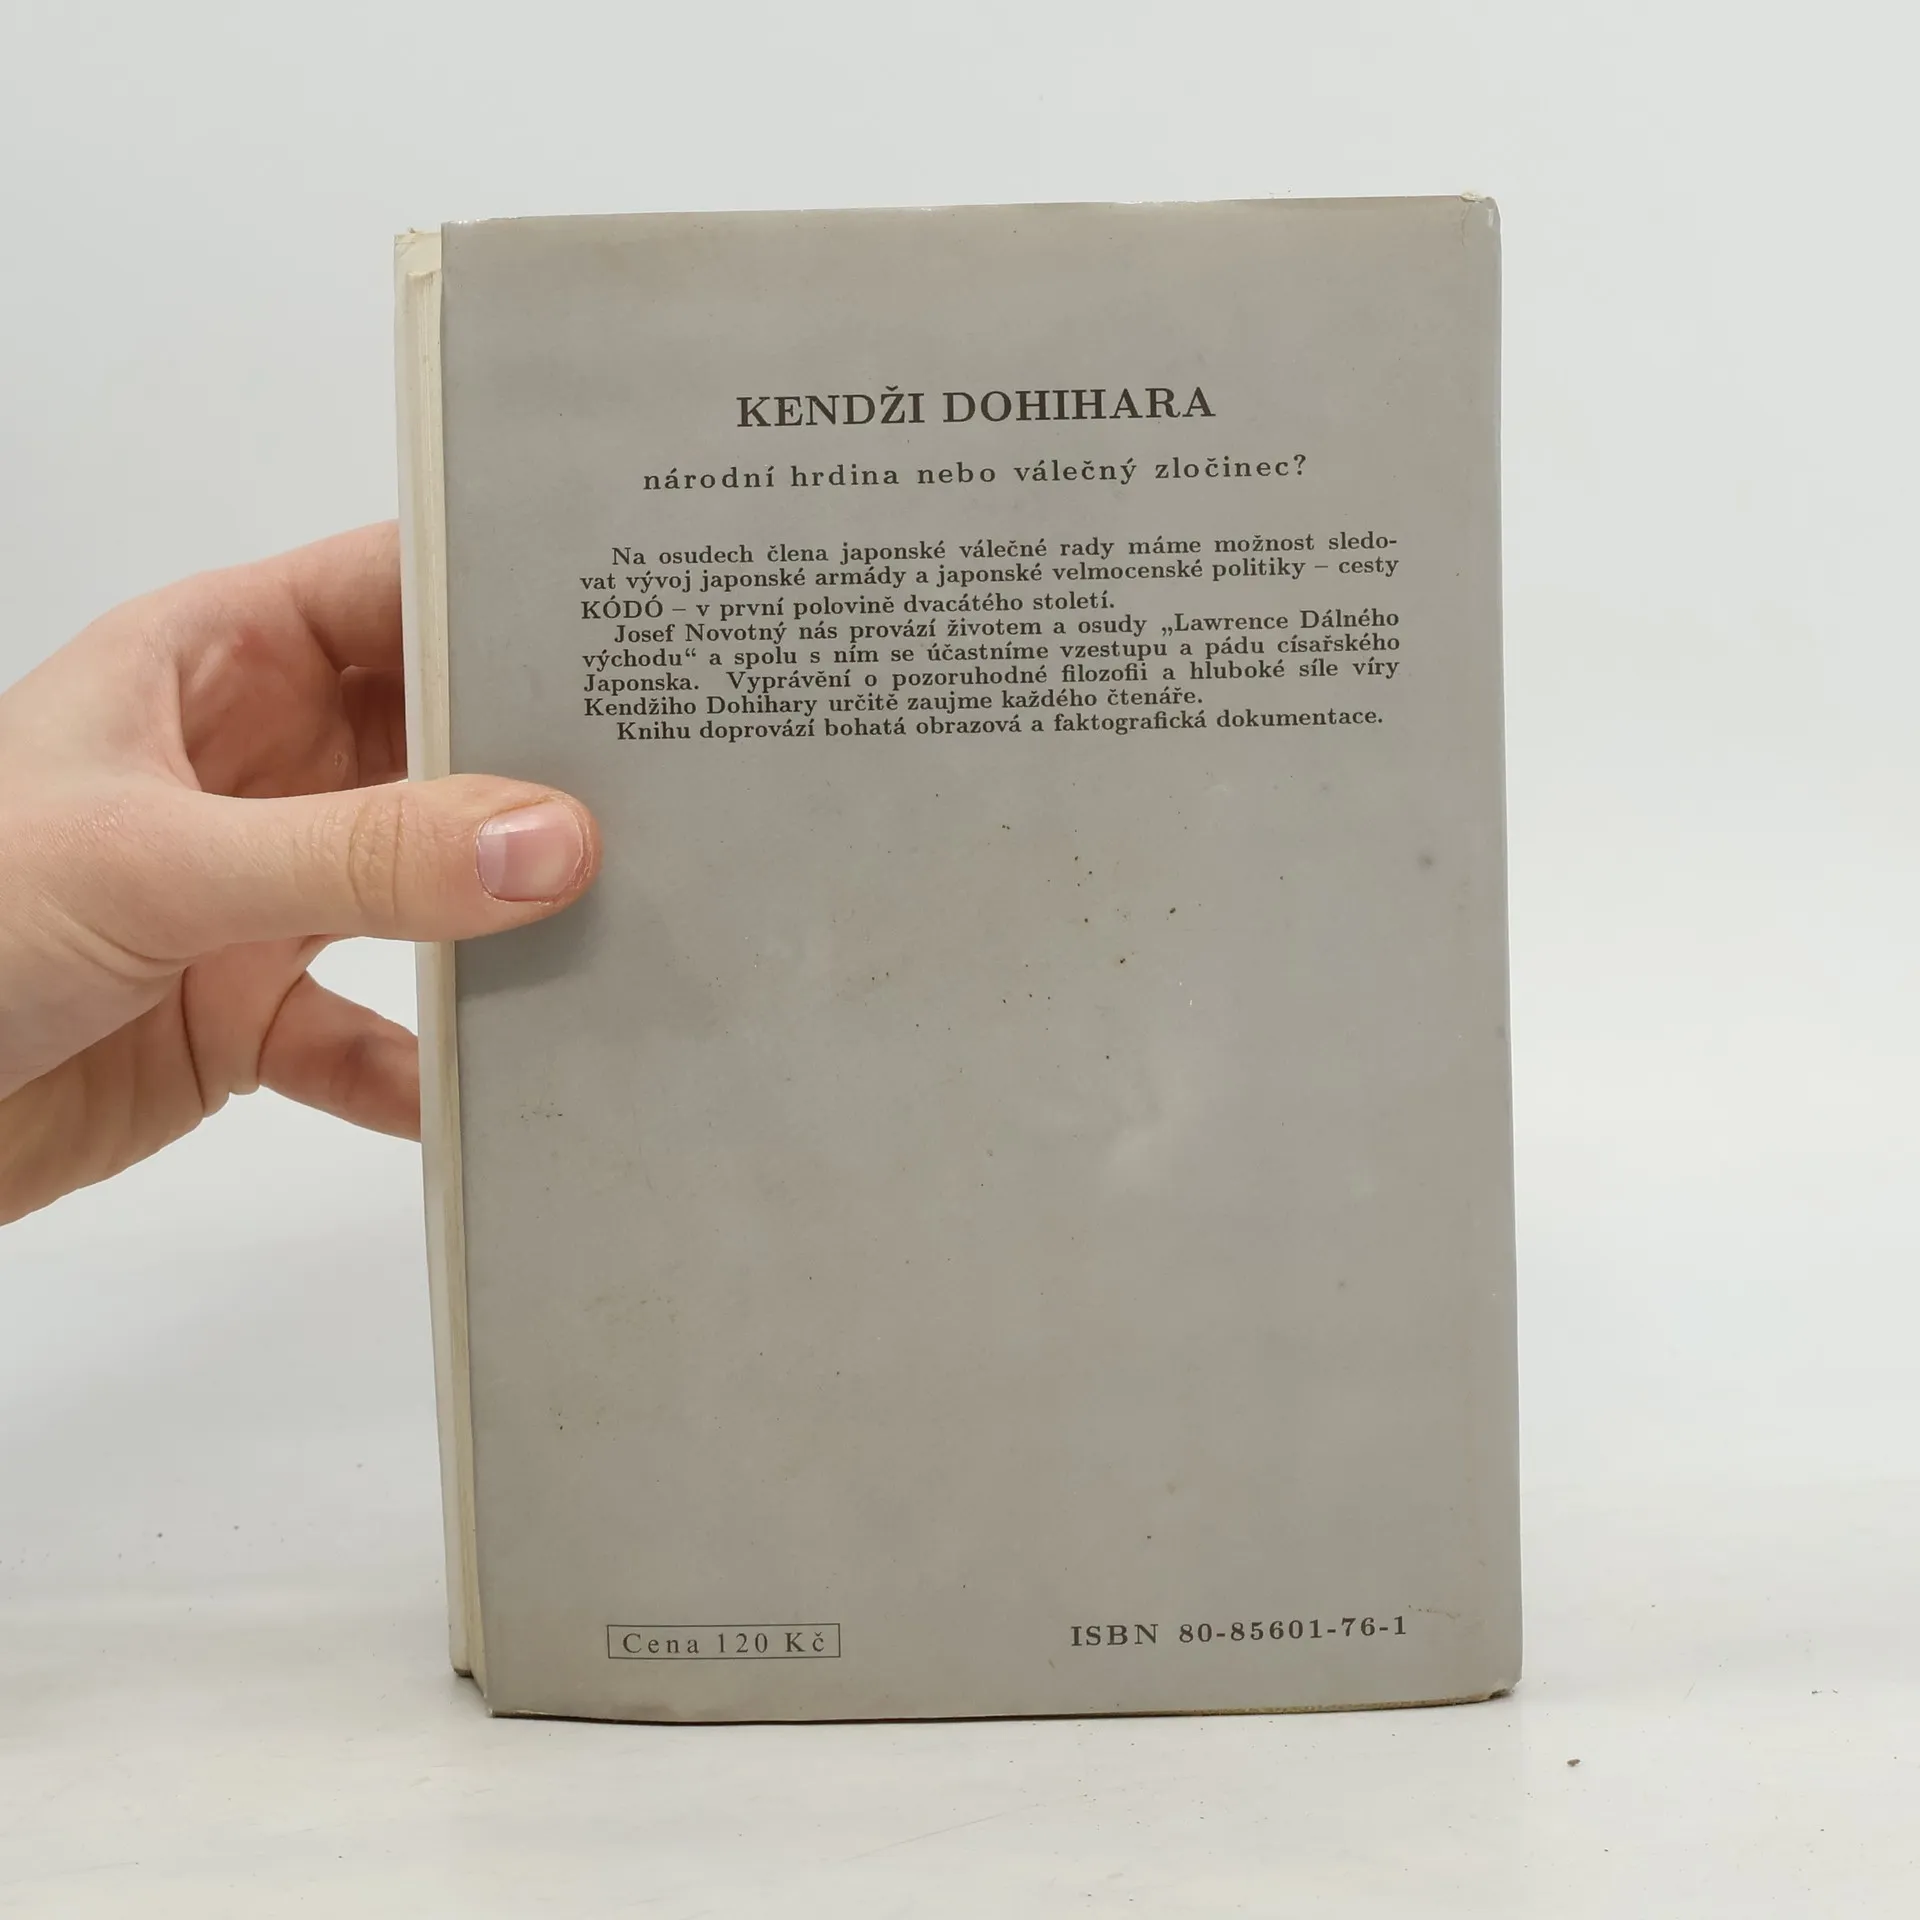 KENDŽI DOHIHARA
národní hrdina nebo válečný zločinec?
Na osudech člena japonské válečné rady máme možnost sledo-
vat vývoj japonské armády a japonské velmocenské politiky – cesty
KÓDÓ – v první polovině dvacátého století.
Josef Novotný nás provází životem a osudy „Lawrence Dálného
východu“ a spolu s ním se účastníme vzestupu a pádu císařského
Japonska. Vyprávění o pozoruhodné filozofii a hluboké síle víry
Kendžiho Dohihary určitě zaujme každého čtenáře.
Knihu doprovází bohatá obrazová a faktografická dokumentace.
Cena 120 Kč
ISBN 80-85601-76-1